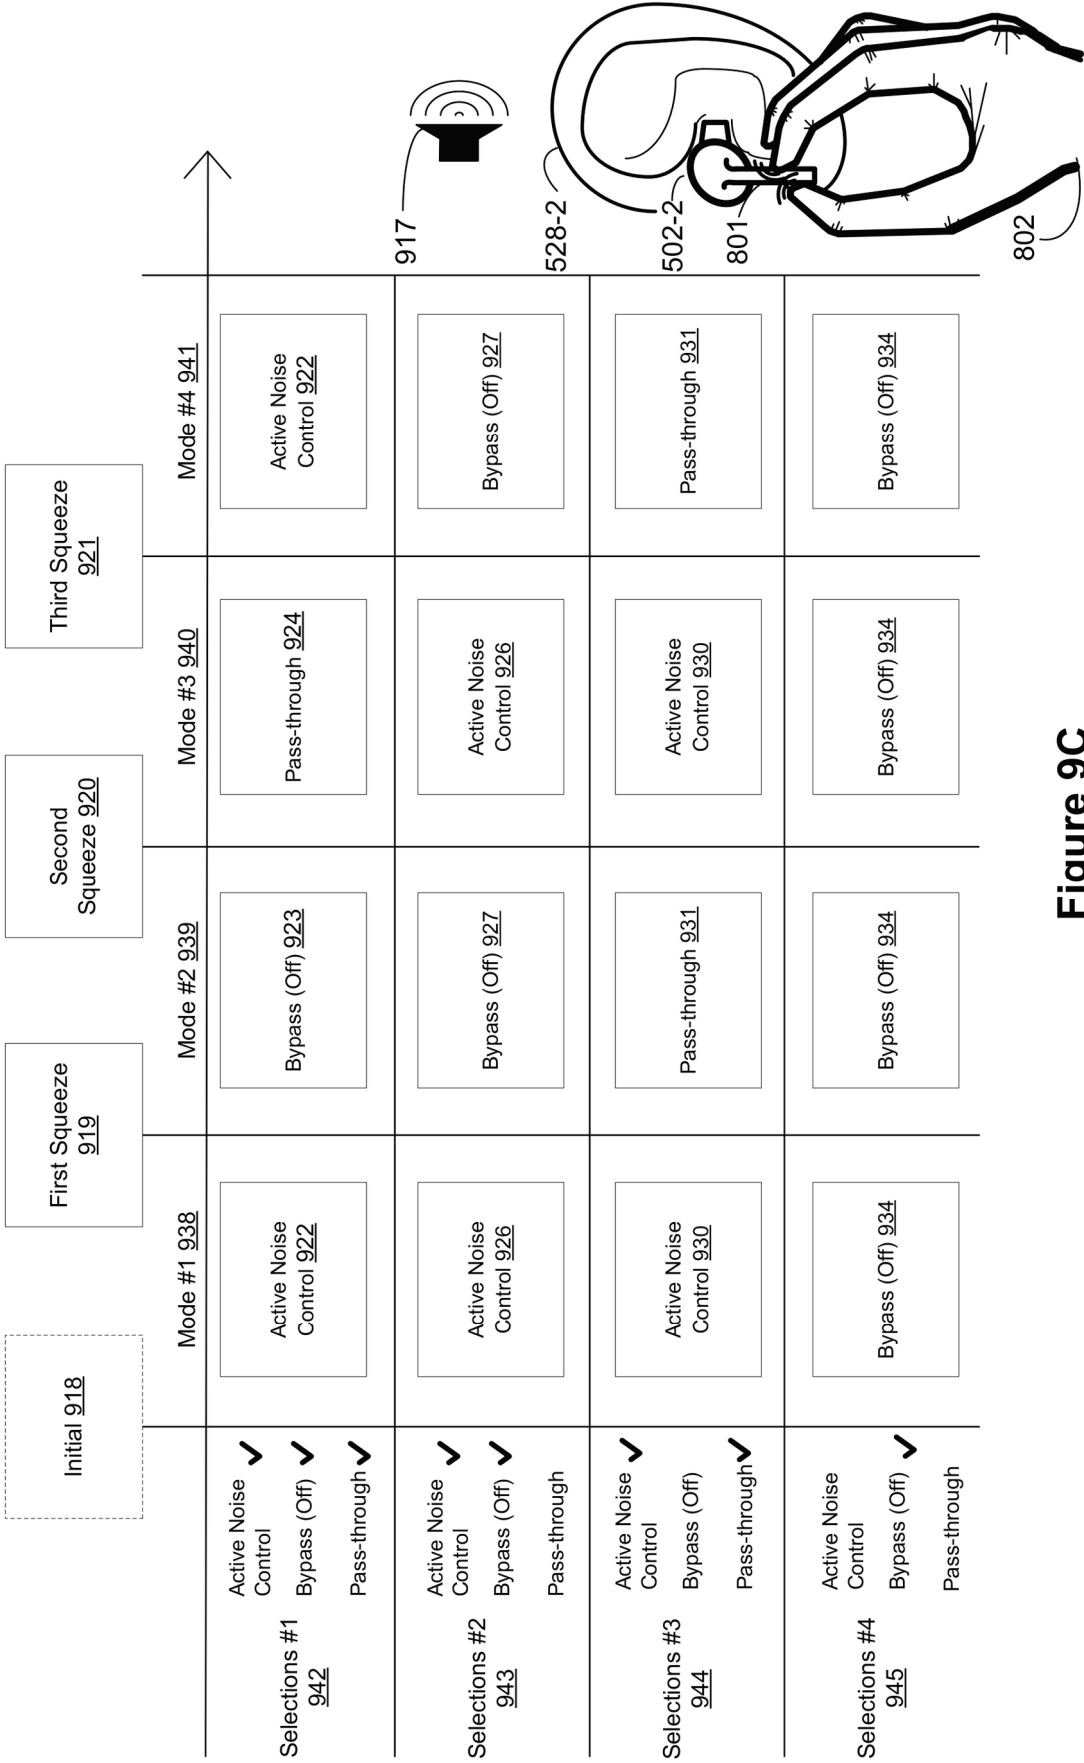 Initial 918
First Squeeze
919
Second
Squeeze 920
Third Squeeze
921
Mode #1 938
Mode #2 939
Mode #3 940
Mode #4 941
Selections #1
942
Active Noise
Control
Bypass (Off)
Pass-through
Active Noise
Control 922
Bypass (Off) 923
Pass-through 924
Active Noise
Control 922
Selections #2
943
Active Noise
Control
Bypass (Off)
Pass-through
Active Noise
Control 926
Bypass (Off) 927
Active Noise
Control 926
Bypass (Off) 927
Selections #3
944
Active Noise
Control
Bypass (Off)
Pass-through
Active Noise
Control 930
Pass-through 931
Active Noise
Control 930
Pass-through 931
Selections #4
945
Active Noise
Control
Bypass (Off)
Pass-through
Bypass (Off) 934
Bypass (Off) 934
Bypass (Off) 934
Bypass (Off) 934
917
528-2
502-2
801
802
Figure 9C